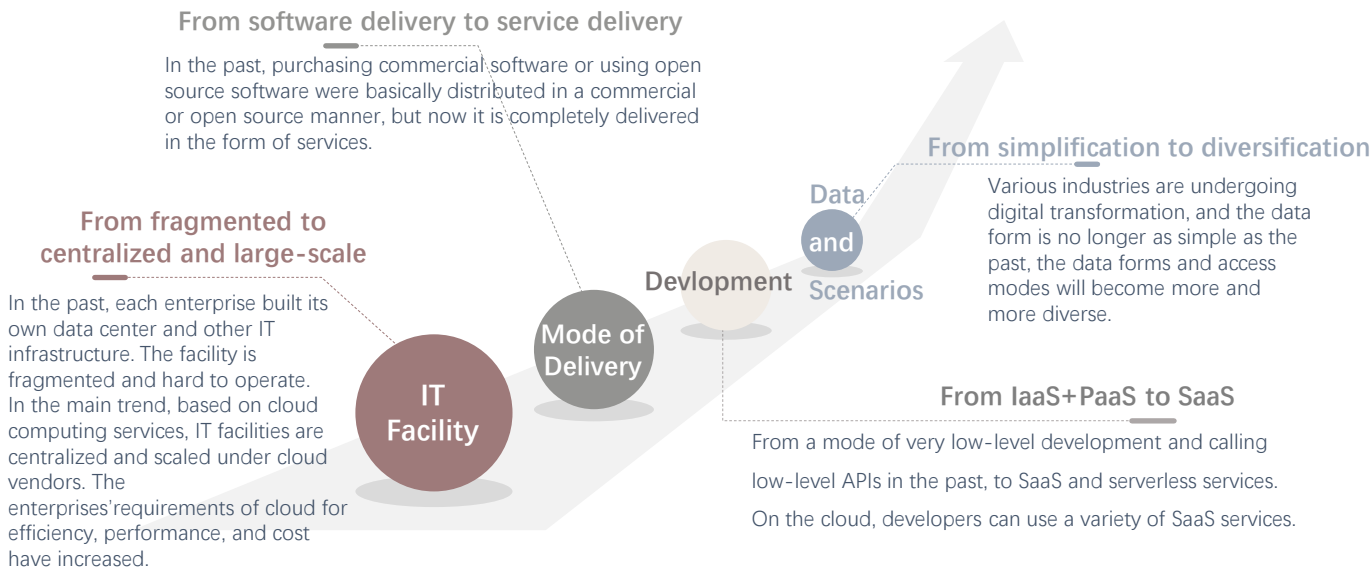 From software delivery to service delivery
In the past, purchasing commercial software or using open
source software were basically distributed in a commercial
or open source manner, but now it is completely delivered
in the form of services.
From fragmented to
centralized and large-scale
In the past, each enterprise built its
own data center and other IT
infrastructure. The facility is
fragmented and hard to operate.
In the main trend, based on cloud
computing services, IT facilities are
centralized and scaled under cloud
vendors. The
enterprises'requirements of cloud for
efficiency, performance, and cost
have increased.
IT
Facility
Mode of
Delivery
Devlopment
Data
and
Scenarios
From simplification to diversification
Various industries are undergoing
digital transformation, and the data
form is no longer as simple as the
past, the data forms and access
modes will become more and
more diverse.
From IaaS+PaaS to SaaS
From a mode of very low-level development and calling
low-level APIs in the past, to SaaS and serverless services.
On the cloud, developers can use a variety of SaaS services.